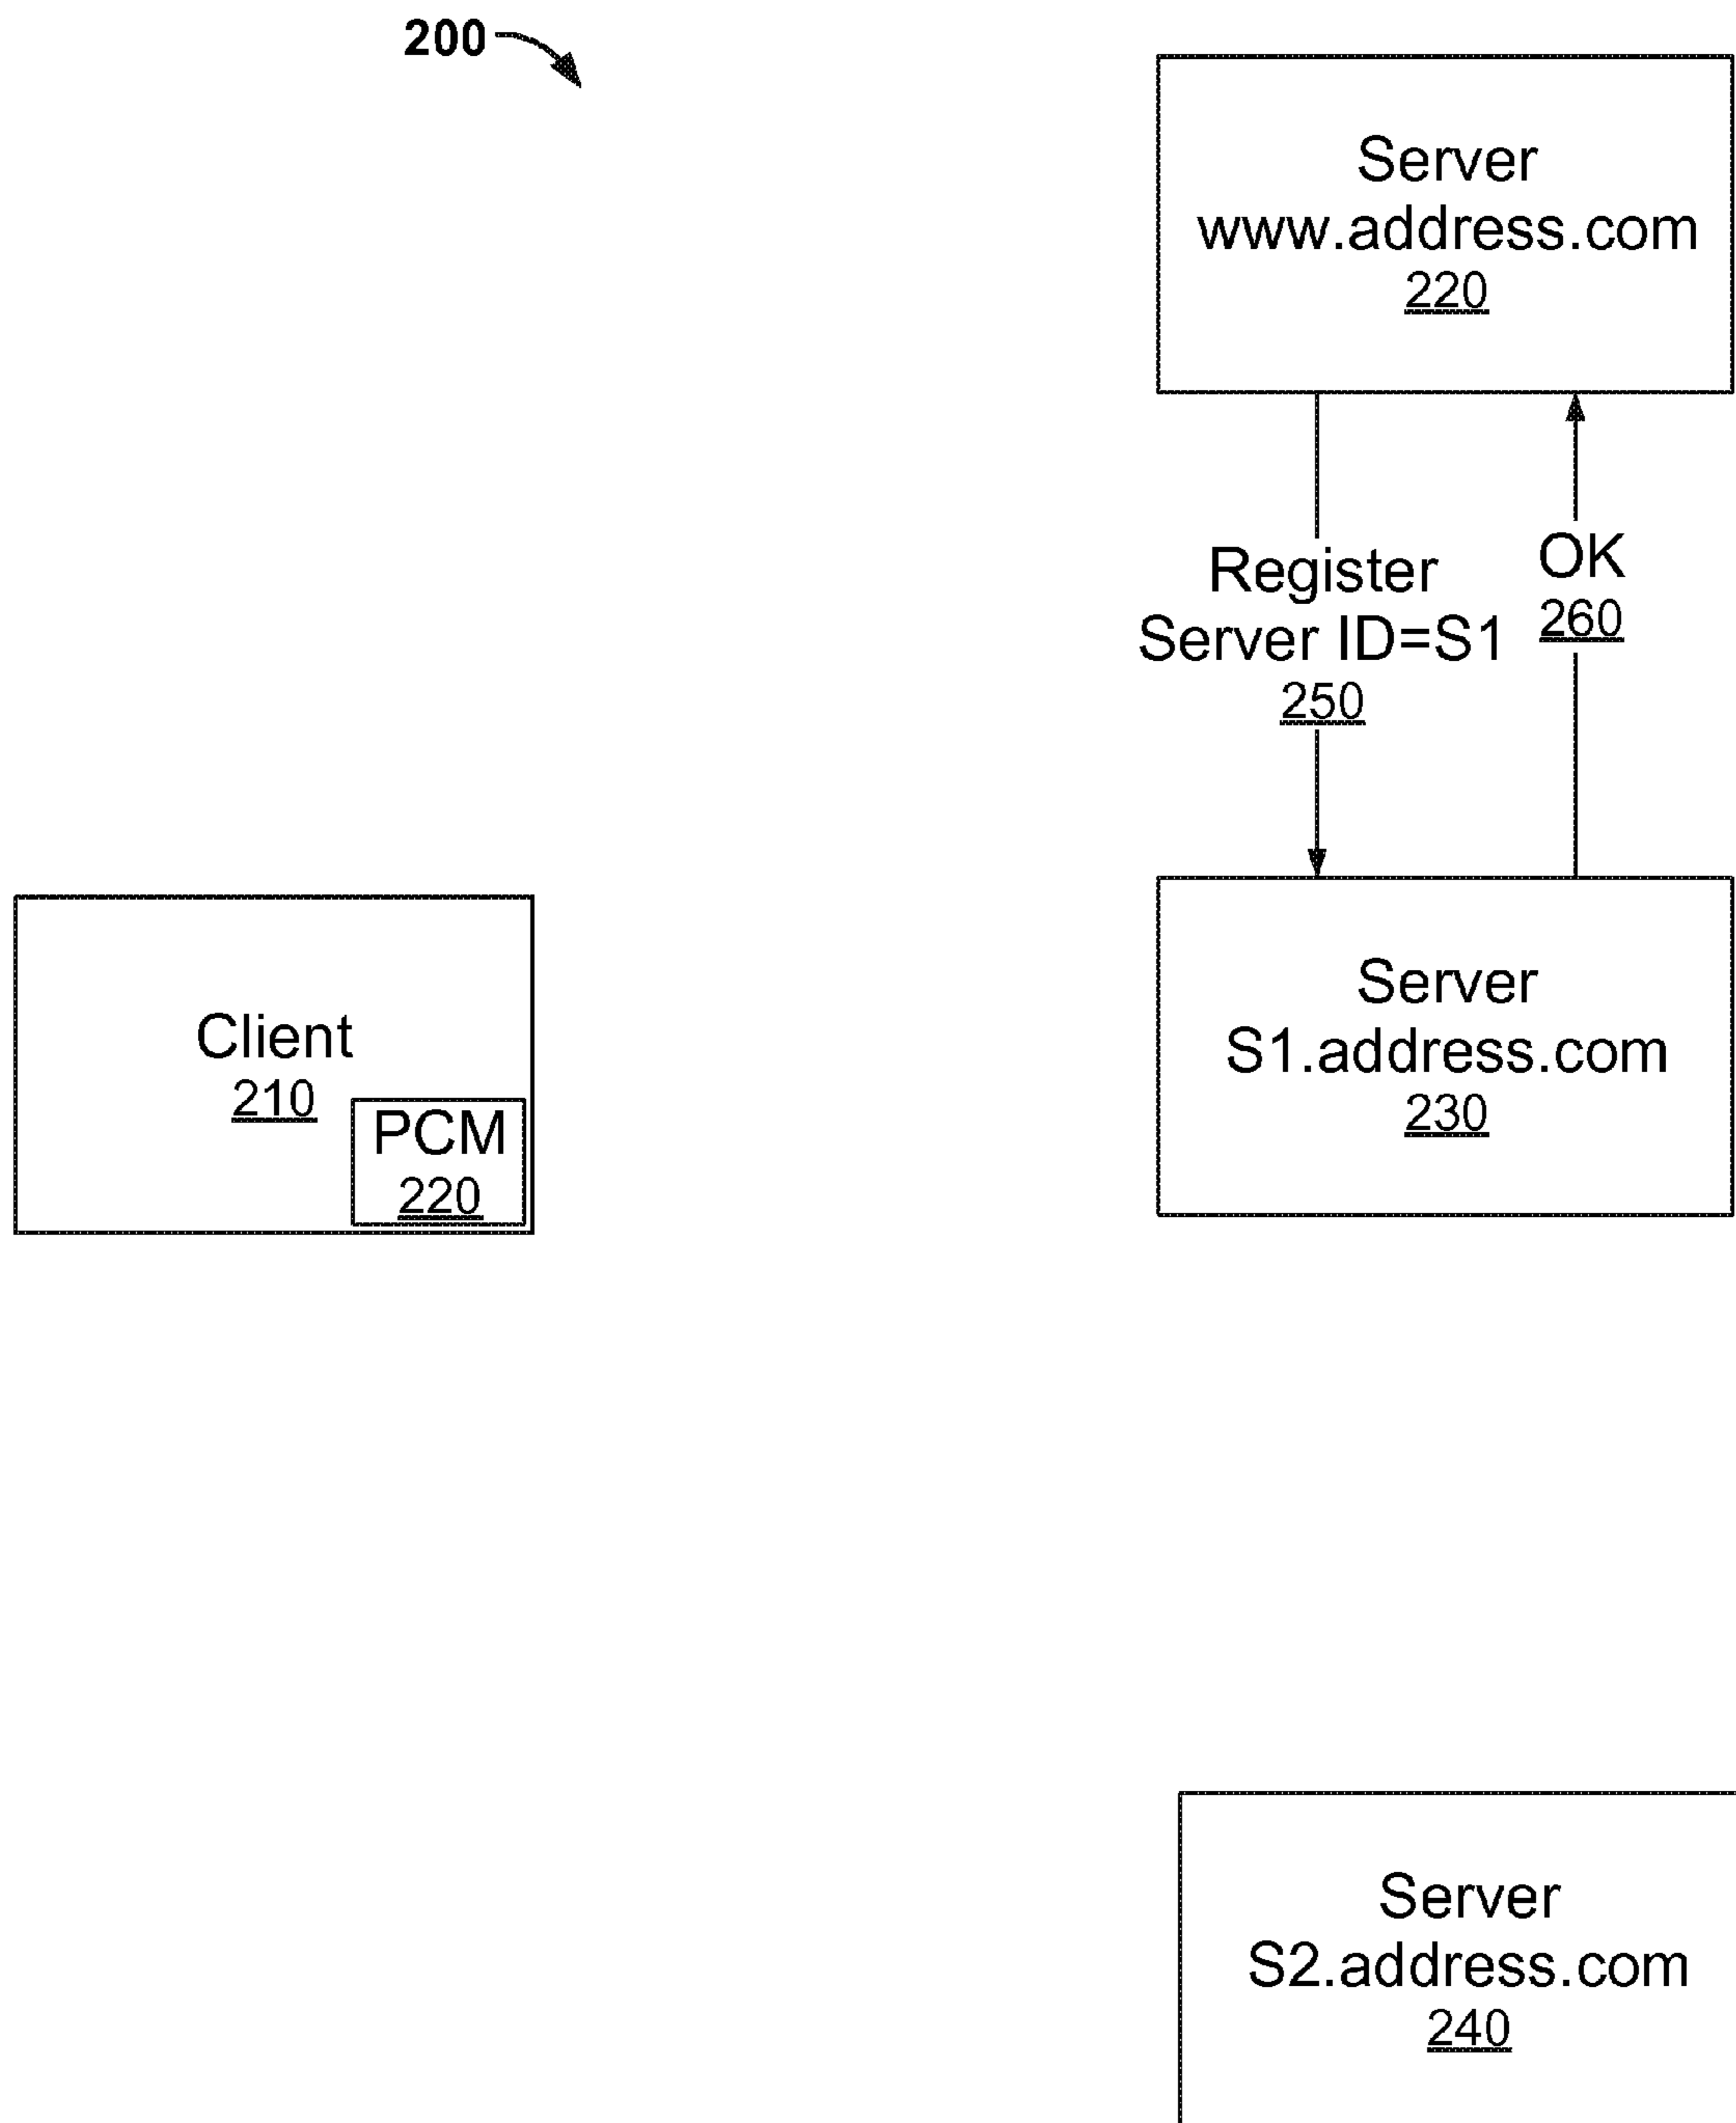 200
Server
www.address.com
220
Register
Server ID=S1
250
OK
260
Client
210
PCM
220
Server
S1.address.com
230
Server
S2.address.com
240